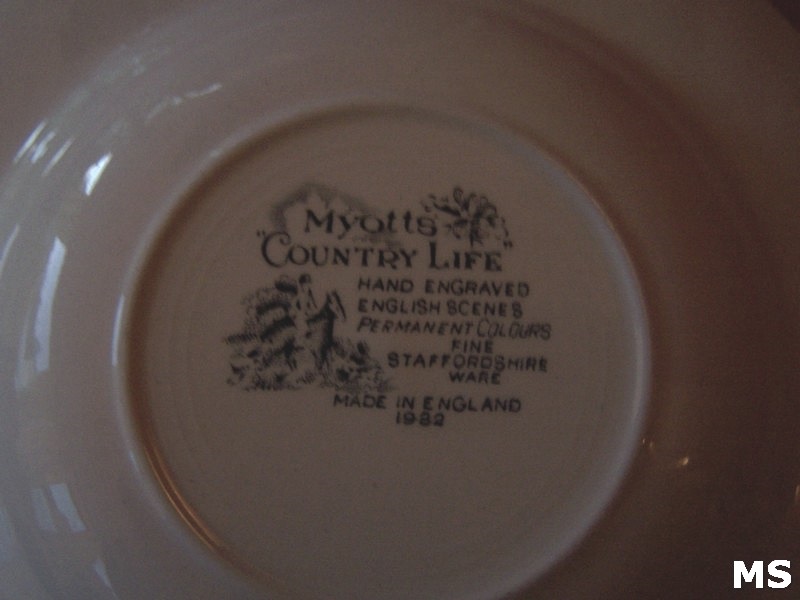 Myotts
"COUNTRY LIFE"
HAND ENGRAVED
ENGLISH SCENES
PERMANENT COLOURS
FINE
STAFFORDSHIRE
WARE
MADE IN ENGLAND
1982
MS